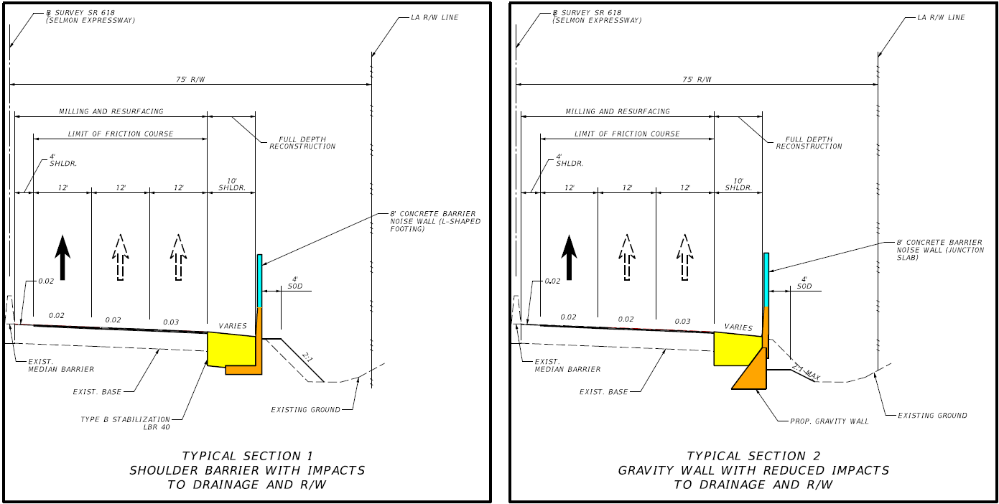 ℄ SURVEY SR 618
(SELMON EXPRESSWAY)
LA R/W LINE
75' R/W
MILLING AND RESURFACING
LIMIT OF FRICTION COURSE
FULL DEPTH
RECONSTRUCTION
4'
SHLDR.
12'
12'
12'
10'
SHLDR.
8' CONCRETE BARRIER
NOISE WALL (L-SHAPED
FOOTING)
0.02
4'
SOD
0.02
0.02
0.03
VARIES
2:1
EXIST.
MEDIAN BARRIER
EXIST. BASE
EXISTING GROUND
TYPE B STABILIZATION
LBR 40
TYPICAL SECTION 1
SHOULDER BARRIER WITH IMPACTS
TO DRAINAGE AND R/W
℄ SURVEY SR 618
(SELMON EXPRESSWAY)
LA R/W LINE
75' R/W
MILLING AND RESURFACING
LIMIT OF FRICTION COURSE
FULL DEPTH
RECONSTRUCTION
4'
SHLDR.
12'
12'
12'
10'
SHLDR.
8' CONCRETE BARRIER
NOISE WALL (JUNCTION
SLAB)
0.02
4'
SOD
0.02
0.02
0.03
VARIES
2:1 MAX
EXIST.
MEDIAN BARRIER
EXIST. BASE
EXISTING GROUND
PROP. GRAVITY WALL
TYPICAL SECTION 2
GRAVITY WALL WITH REDUCED IMPACTS
TO DRAINAGE AND R/W